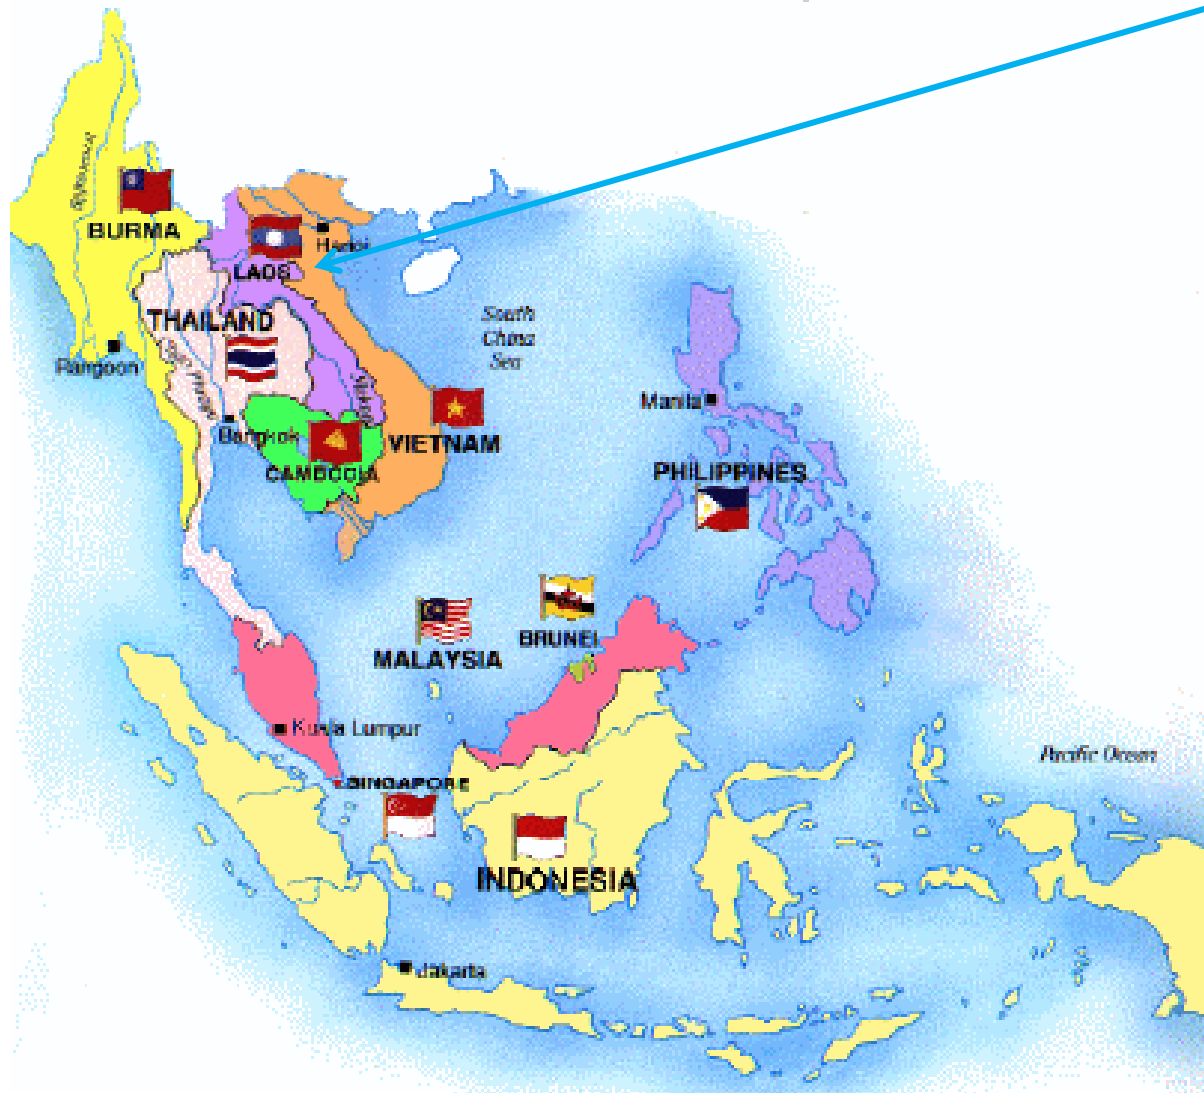 BURMA
Hanoi
LAOS
THAILAND
South
China
Sea
Rangoon
Manila
Bangkok
VIETNAM
CAMBODIA
PHILIPPINES
BRUNEI
MALAYSIA
Kuala Lumpur
Pacific Ocean
SINGAPORE
INDONESIA
Jakarta